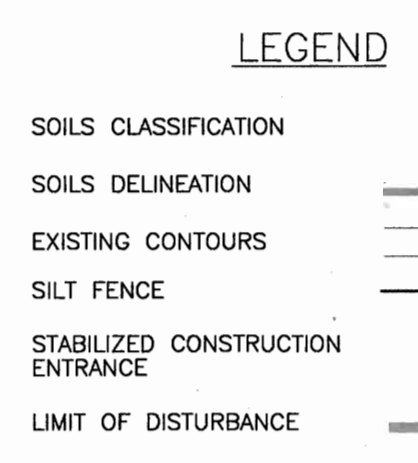 LEGEND
SOILS CLASSIFICATION
SOILS DELINEATION
EXISTING CONTOURS
SILT FENCE
STABILIZED CONSTRUCTION
ENTRANCE
LIMIT OF DISTURBANCE